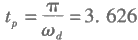 t_p = π/ω_d = 3. 626